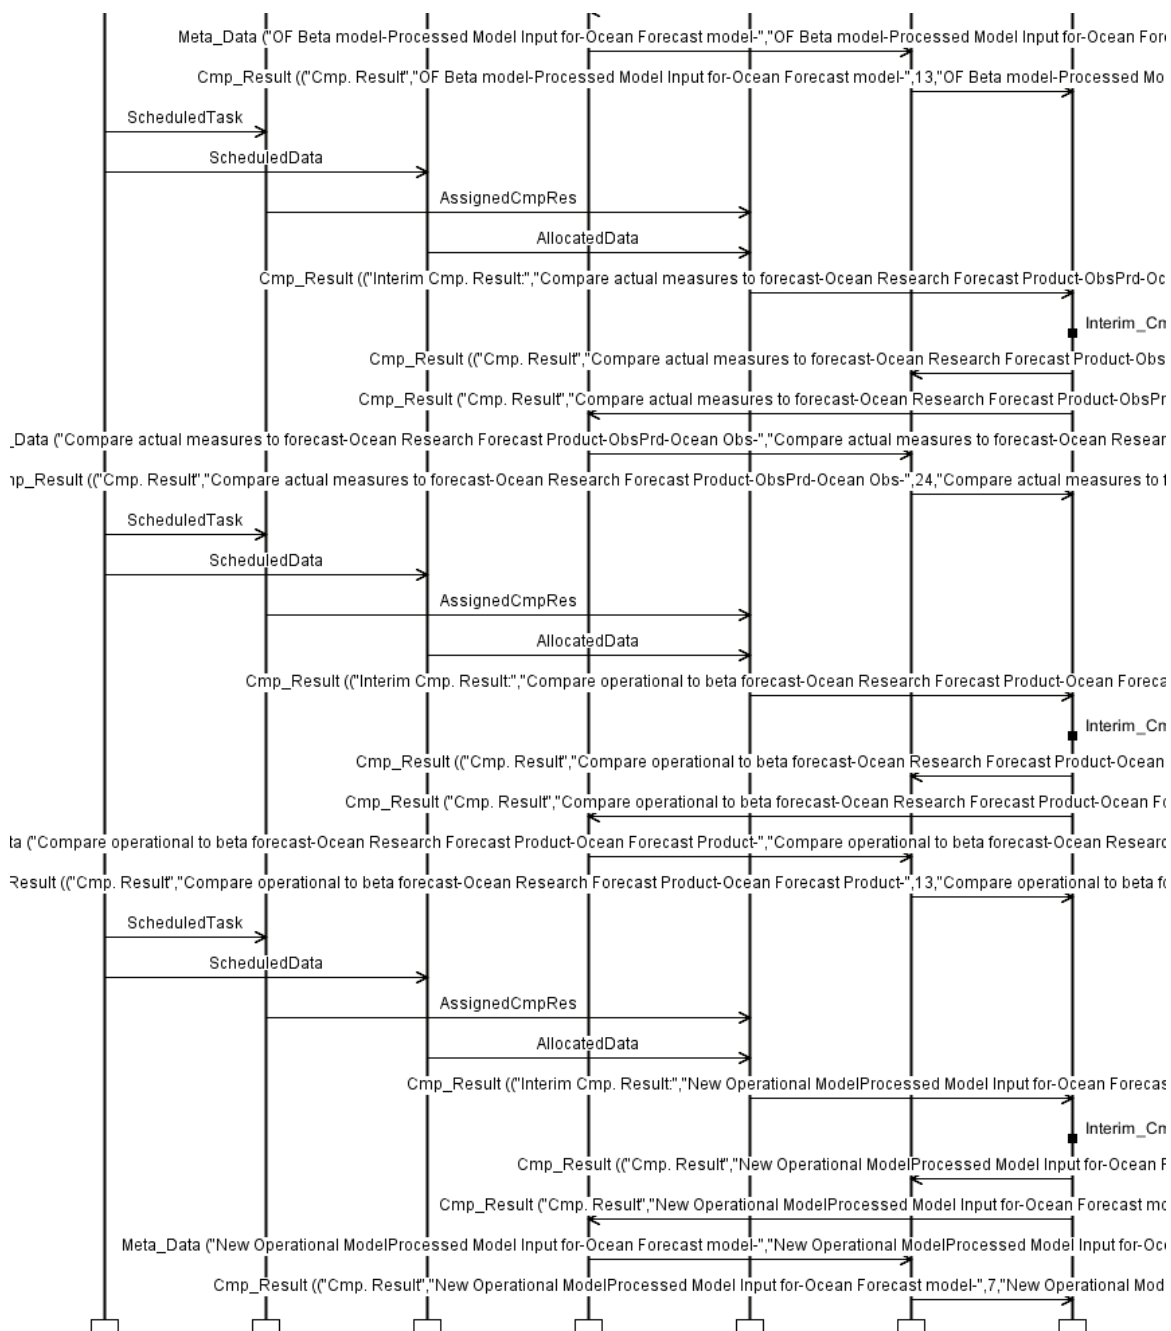 Meta_Data ("OF Beta model-Processed Model Input for-Ocean Forecast model-","OF Beta model-Processed Model Input for-Ocean For
Cmp_Result (("Cmp. Result","OF Beta model-Processed Model Input for-Ocean Forecast model-",13,"OF Beta model-Processed Mo
ScheduledTask
ScheduledData
AssignedCmpRes
AllocatedData
Cmp_Result (("Interim Cmp. Result:","Compare actual measures to forecast-Ocean Research Forecast Product-ObsPrd-Oc
Interim_Cm
Cmp_Result (("Cmp. Result","Compare actual measures to forecast-Ocean Research Forecast Product-Obs
Cmp_Result ("Cmp. Result","Compare actual measures to forecast-Ocean Research Forecast Product-ObsPr
_Data ("Compare actual measures to forecast-Ocean Research Forecast Product-ObsPrd-Ocean Obs-","Compare actual measures to forecast-Ocean Resear
mp_Result (("Cmp. Result","Compare actual measures to forecast-Ocean Research Forecast Product-ObsPrd-Ocean Obs-",24,"Compare actual measures to f
ScheduledTask
ScheduledData
AssignedCmpRes
AllocatedData
Cmp_Result (("Interim Cmp. Result:","Compare operational to beta forecast-Ocean Research Forecast Product-Ocean Foreca
Interim_Cm
Cmp_Result (("Cmp. Result","Compare operational to beta forecast-Ocean Research Forecast Product-Ocean
Cmp_Result ("Cmp. Result","Compare operational to beta forecast-Ocean Research Forecast Product-Ocean Fo
ta ("Compare operational to beta forecast-Ocean Research Forecast Product-Ocean Forecast Product-","Compare operational to beta forecast-Ocean Researc
Result (("Cmp. Result","Compare operational to beta forecast-Ocean Research Forecast Product-Ocean Forecast Product-",13,"Compare operational to beta fo
ScheduledTask
ScheduledData
AssignedCmpRes
AllocatedData
Cmp_Result (("Interim Cmp. Result:","New Operational ModelProcessed Model Input for-Ocean Forecas
Interim_Cm
Cmp_Result (("Cmp. Result","New Operational ModelProcessed Model Input for-Ocean F
Cmp_Result ("Cmp. Result","New Operational ModelProcessed Model Input for-Ocean Forecast mo
Meta_Data ("New Operational ModelProcessed Model Input for-Ocean Forecast model-","New Operational ModelProcessed Model Input for-Oce
Cmp_Result (("Cmp. Result","New Operational ModelProcessed Model Input for-Ocean Forecast model-",7,"New Operational Mod